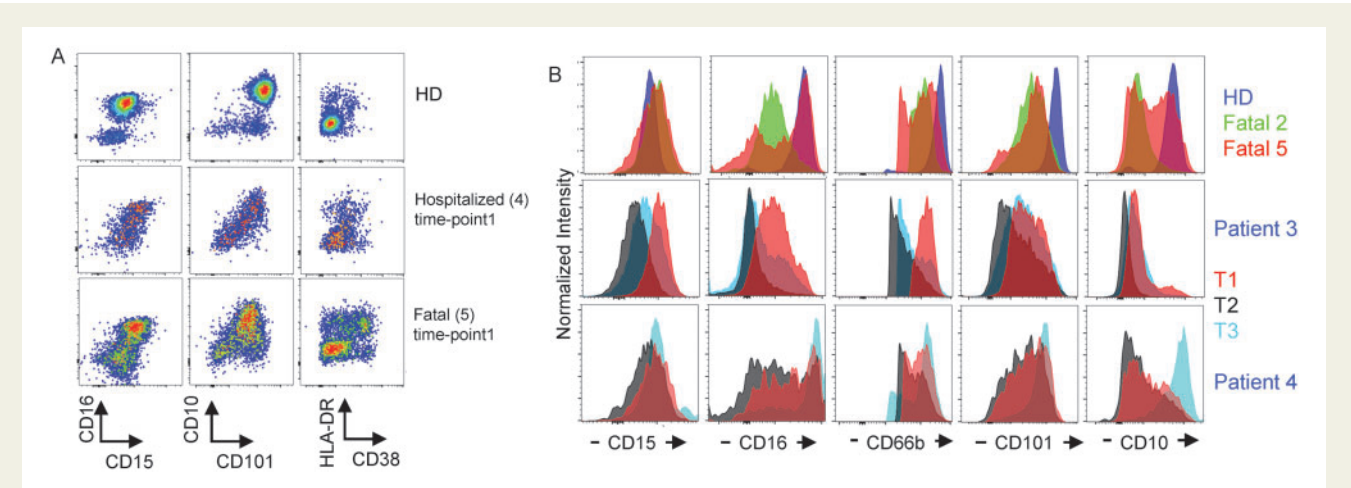 A
HD
Hospitalized (4)
time-point1
Fatal (5)
time-point1
CD16
CD15
CD10
CD101
HLA-DR
CD38
B
Normalized Intensity
HD
Fatal 2
Fatal 5
Patient 3
T1
T2
T3
Patient 4
- CD15
- CD16
- CD66b
- CD101
- CD10